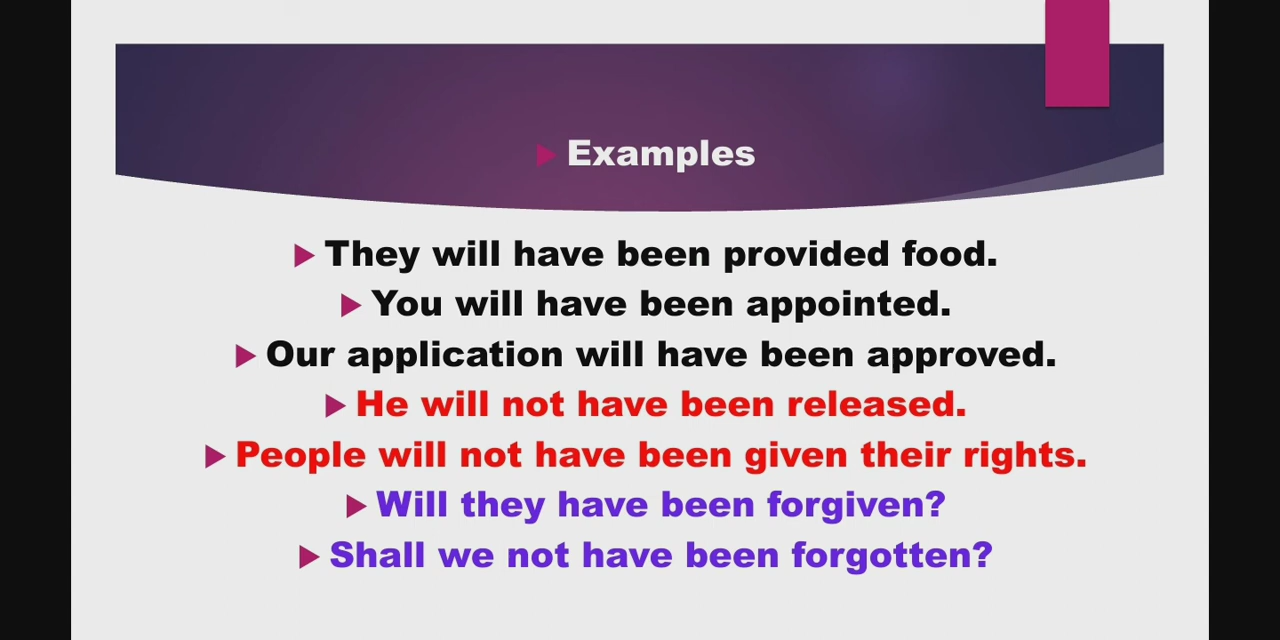 Examples
They will have been provided food.
You will have been appointed.
Our application will have been approved.
He will not have been released.
People will not have been given their rights.
Will they have been forgiven?
Shall we not have been forgotten?